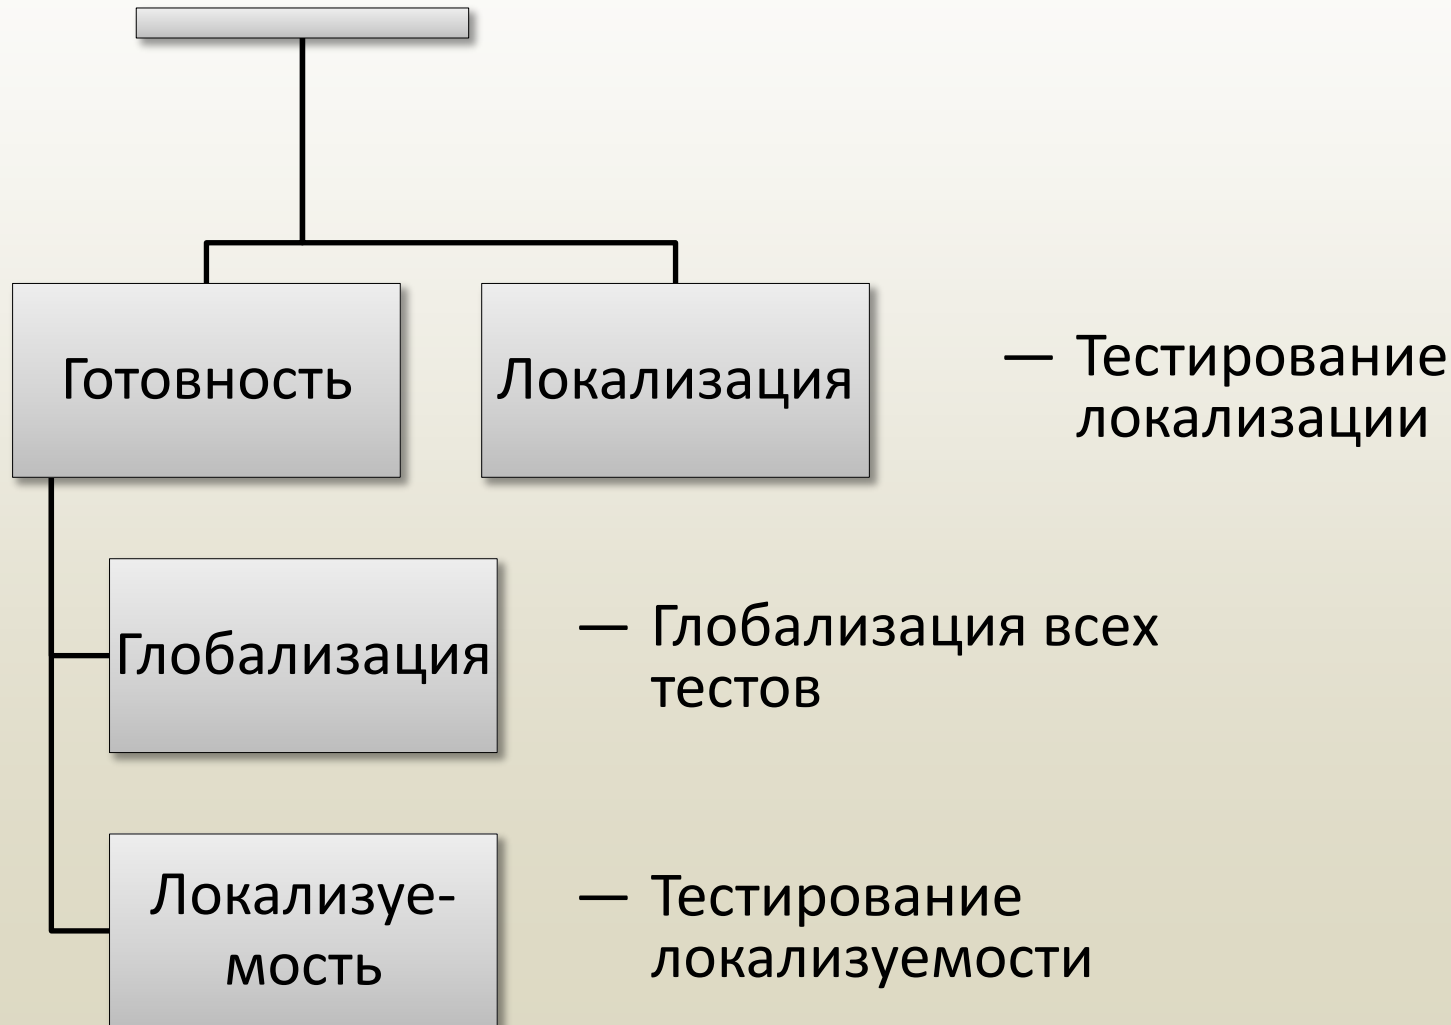 Готовность
Локализация
— Тестирование
локализации
Глобализация
— Глобализация всех
тестов
Локализуе-
мость
— Тестирование
локализуемости